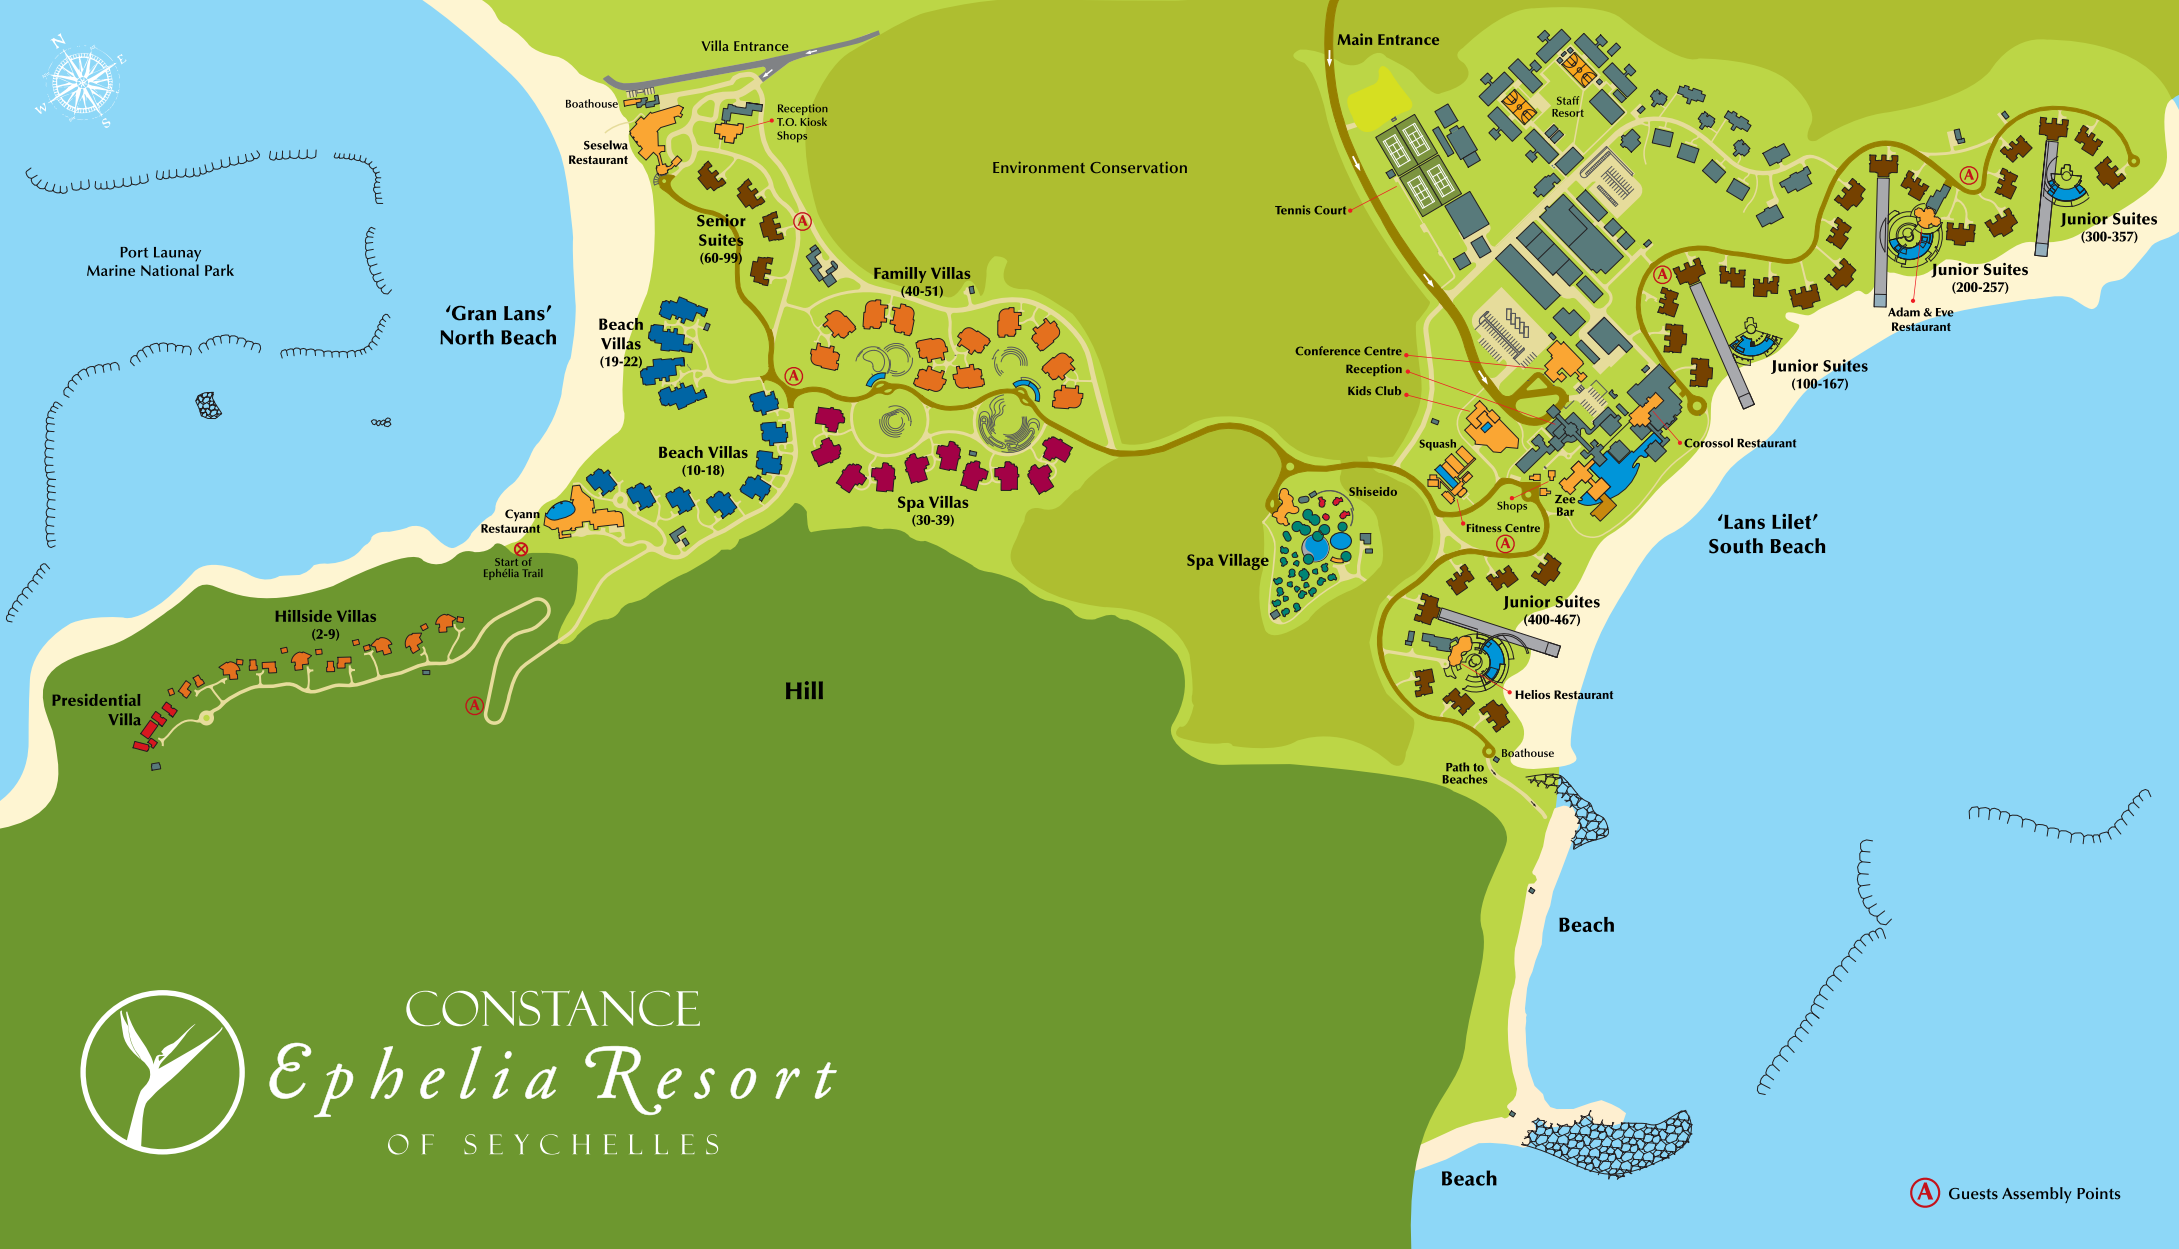 N
E
W
S
Villa Entrance
Main Entrance
Boathouse
Reception
T.O. Kiosk
Shops
Staff
Resort
Seselwa
Restaurant
Environment Conservation
Tennis Court
Senior
Suites
(60-99)
A
A
Junior Suites
(300-357)
Port Launay
Marine National Park
Familly Villas
(40-51)
A
Junior Suites
(200-257)
'Gran Lans'
North Beach
Beach
Villas
(19-22)
Adam & Eve
Restaurant
Conference Centre
Reception
Kids Club
A
Junior Suites
(100-167)
Squash
Corossol Restaurant
Beach Villas
(10-18)
Spa Villas
(30-39)
Shiseido
Shops
Zee
Bar
Cyann
Restaurant
Fitness Centre
A
'Lans Lilet'
South Beach
Start of
Ephélia Trail
Spa Village
Hillside Villas
(2-9)
Junior Suites
(400-467)
Presidential
Villa
A
Hill
Helios Restaurant
Boathouse
Path to
Beaches
Beach
CONSTANCE
Ephelia Resort
OF SEYCHELLES
Beach
A Guests Assembly Points